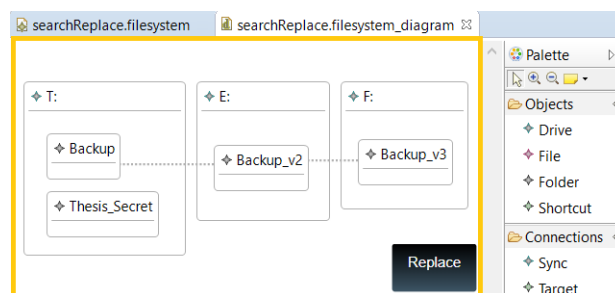 searchReplace.filesystem
searchReplace.filesystem_diagram
T:
Backup
Thesis_Secret
E:
Backup_v2
F:
Backup_v3
Replace
Palette
Objects
Drive
File
Folder
Shortcut
Connections
Sync
Target